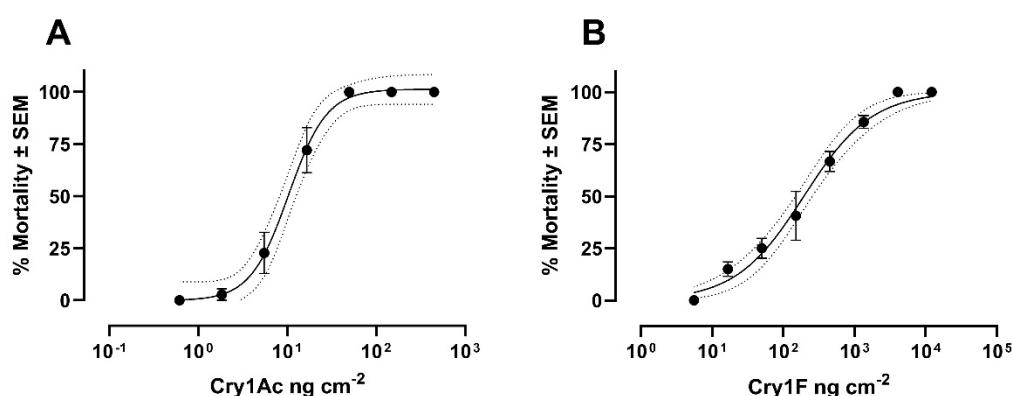 A
% Mortality ± SEM
100
75
50
25
0
10⁻¹ 10⁰ 10¹ 10² 10³
Cry1Ac ng cm⁻²
B
% Mortality ± SEM
100
75
50
25
0
10⁰ 10¹ 10² 10³ 10⁴ 10⁵
Cry1F ng cm⁻²